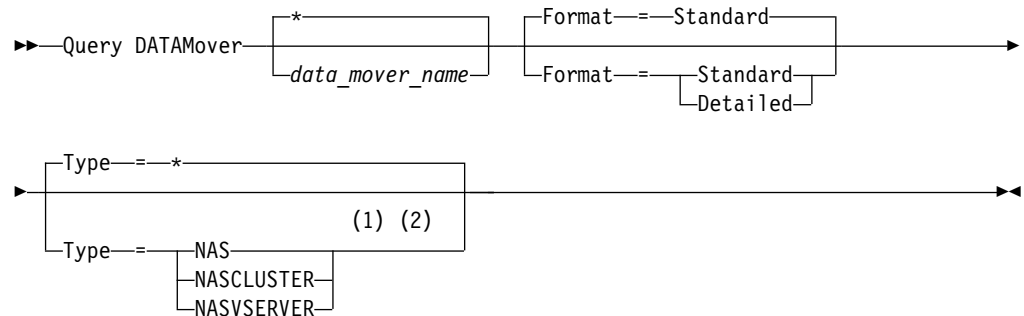 *
Format = Standard
Query DATAMover
data_mover_name
Format = Standard
Detailed
Type = *
(1) (2)
Type = NAS
NASCLUSTER
NASVSERVER